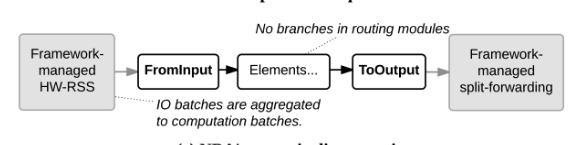 No branches in routing modules
Framework-
managed
HW-RSS
FromInput
Elements...
ToOutput
Framework-
managed
split-forwarding
IO batches are aggregated
to computation batches.